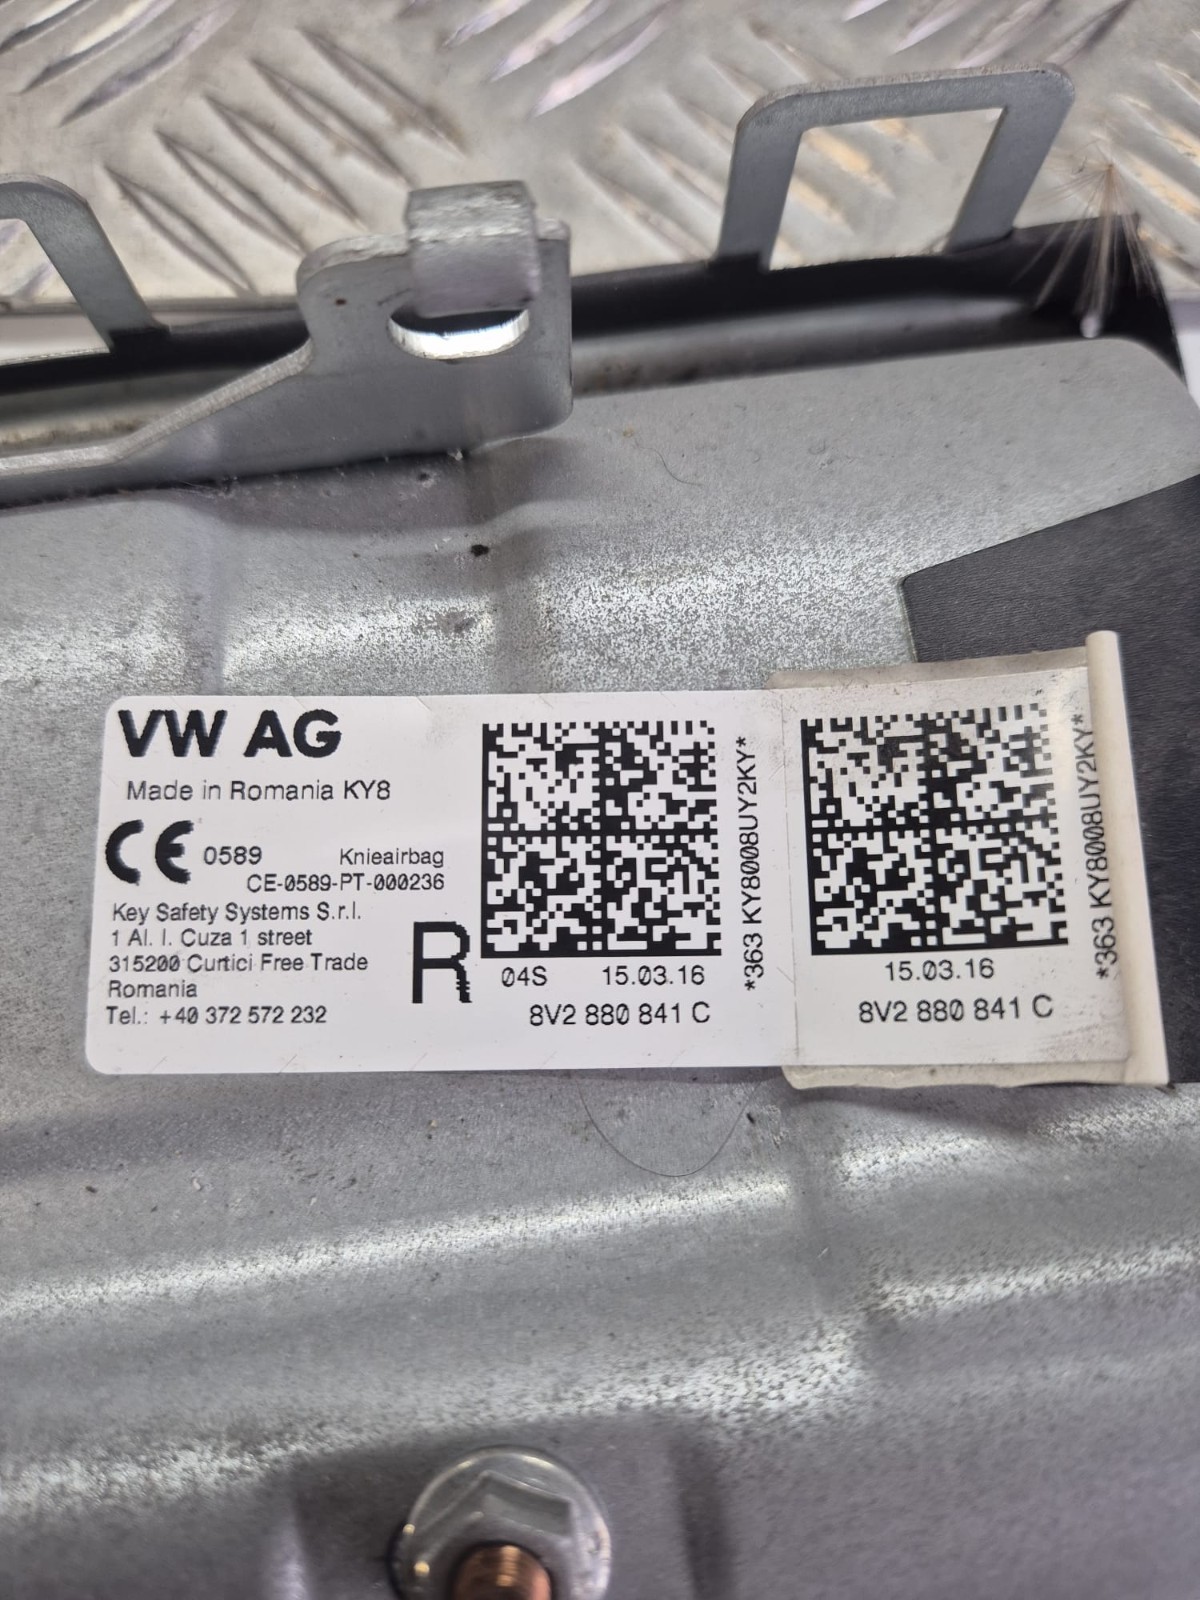 VW AG
Made in Romania KY8
CE 0589 Knieairbag
CE-0589-PT-000236
Key Safety Systems S.r.l.
1 Al. I. Cuza 1 street
315200 Curtici Free Trade
Romania
Tel.: +40 372 572 232
R
04S 15.03.16
8V2 880 841 C
*363 KY8008UY2KY*
15.03.16
8V2 880 841 C
*363 KY8008UY2KY*